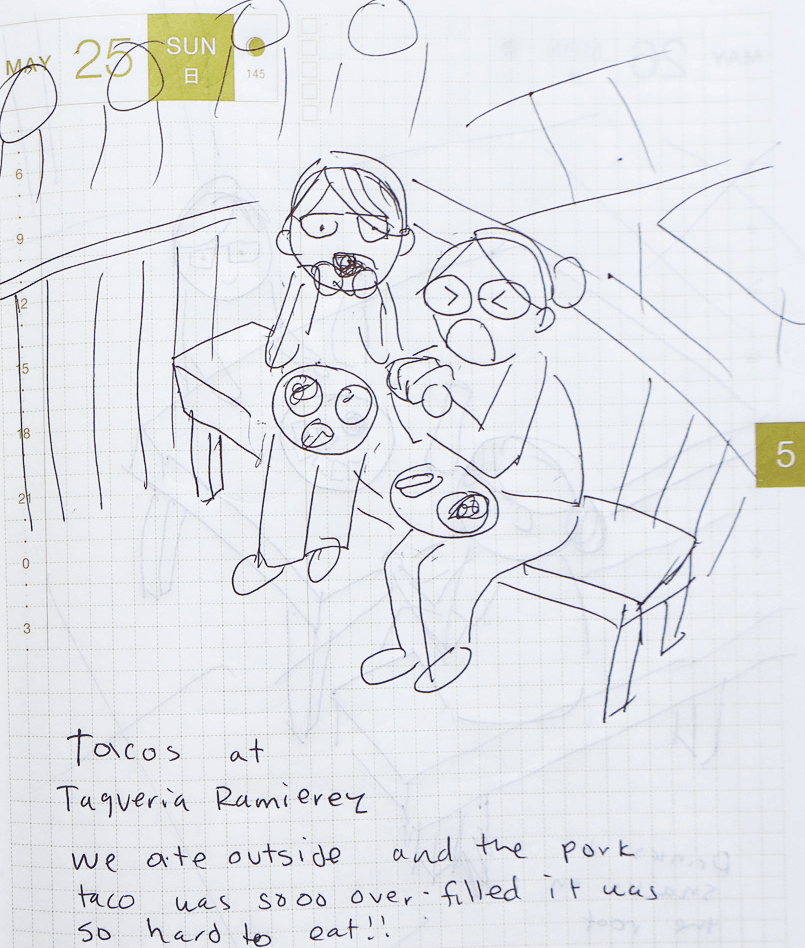 MAY 25 SUN
日
145
6
9
12
15
18
21
0
3
5
Tacos at
Taqueria Ramierez
we ate outside and the pork
taco was sooo over-filled it was
so hard to eat!!